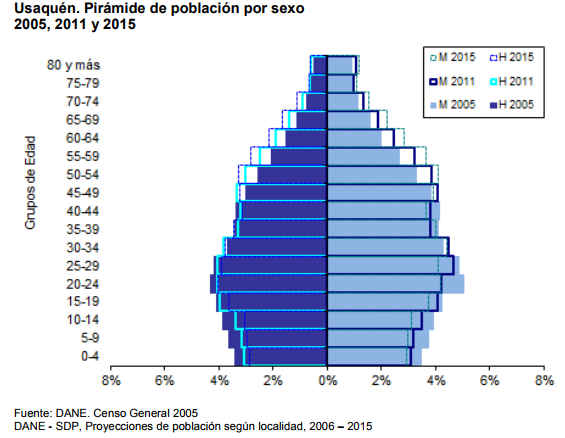 Usaquén. Pirámide de población por sexo
2005, 2011 y 2015
M 2015 H 2015
M 2011 H 2011
M 2005 H 2005
Grupos de Edad
80 y más
75-79
70-74
65-69
60-64
55-59
50-54
45-49
40-44
35-39
30-34
25-29
20-24
15-19
10-14
5-9
0-4
8% 6% 4% 2% 0% 2% 4% 6% 8%
Fuente: DANE. Censo General 2005
DANE - SDP, Proyecciones de población según localidad, 2006 – 2015